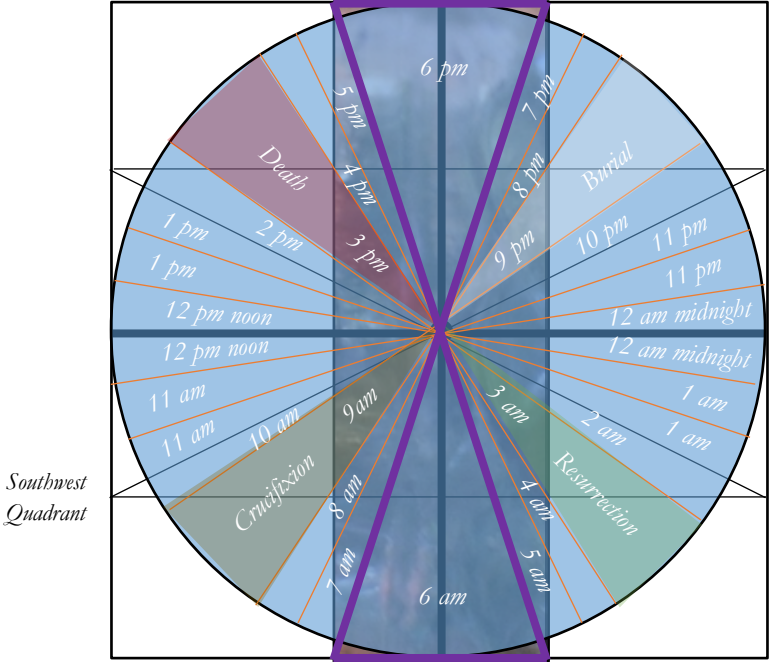 6 pm
5 pm
7 pm
Death
4 pm
8 pm
Burial
1 pm
2 pm
3 pm
9 pm
10 pm
11 pm
1 pm
11 pm
12 pm noon
12 am midnight
12 pm noon
12 am midnight
11 am
9am
3 am
1 am
11 am
10 am
2 am
1 am
Southwest
Quadrant
Crucifixion
8 am
4 am
Resurrection
7 am
6 am
5 am